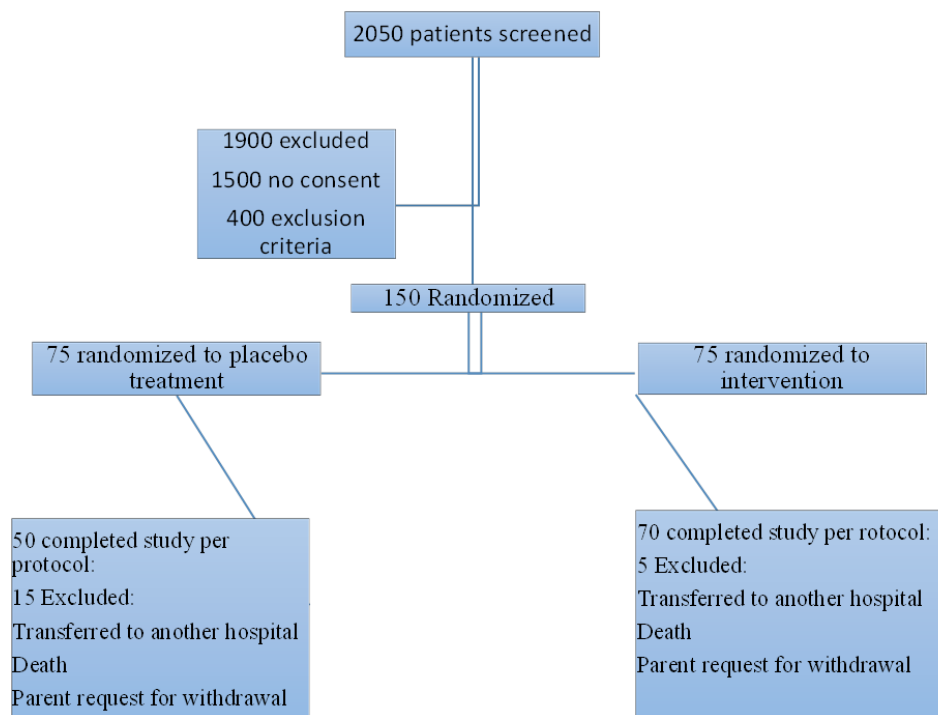 2050 patients screened
1900 excluded
1500 no consent
400 exclusion
criteria
150 Randomized
75 randomized to placebo
treatment
75 randomized to
intervention
50 completed study per
protocol:
15 Excluded:
Transferred to another hospital
Death
Parent request for withdrawal
70 completed study per rotocol:
5 Excluded:
Transferred to another hospital
Death
Parent request for withdrawal